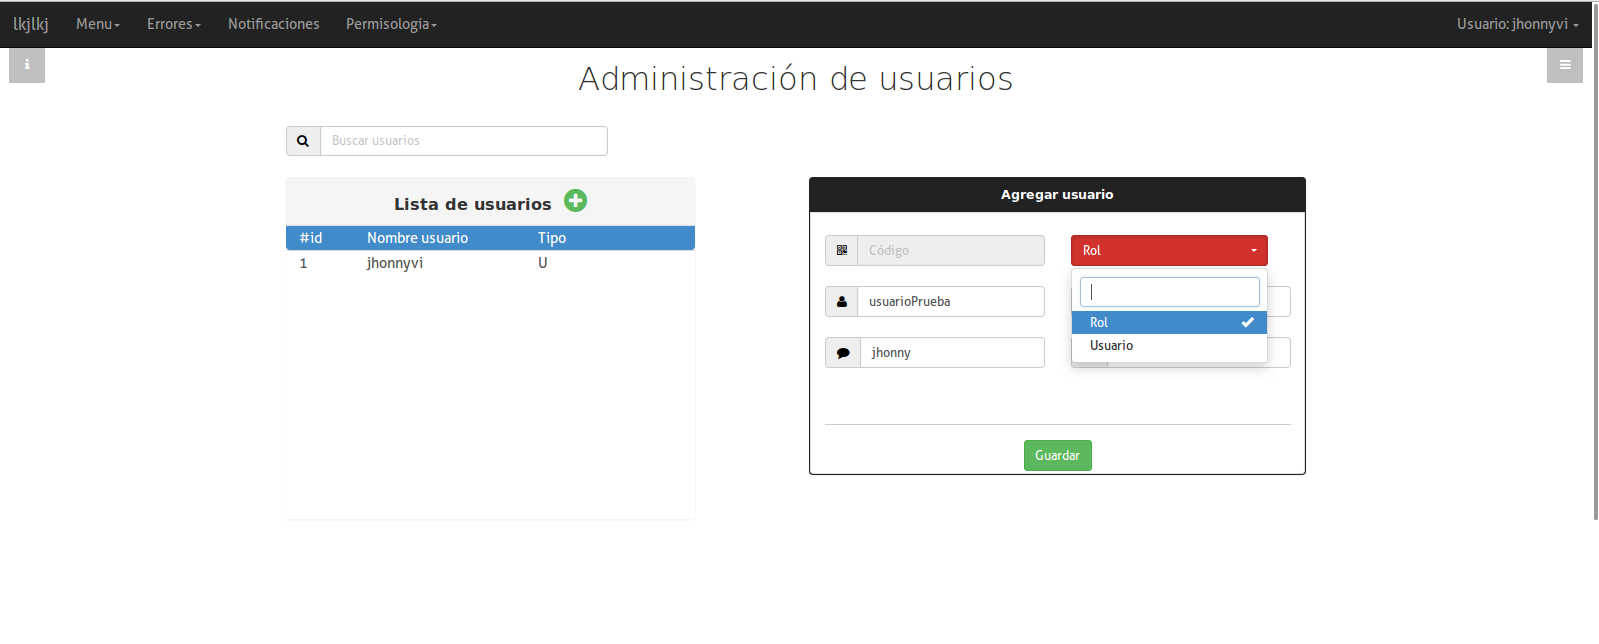 lkjlkj Menu Errores Notificaciones Permisología Usuario: jhonnyvi
Administración de usuarios
Buscar usuarios
Lista de usuarios
#id Nombre usuario Tipo
1 jhonnyvi U
Agregar usuario
Código Rol
usuarioPrueba
Rol
Usuario
jhonny
Guardar